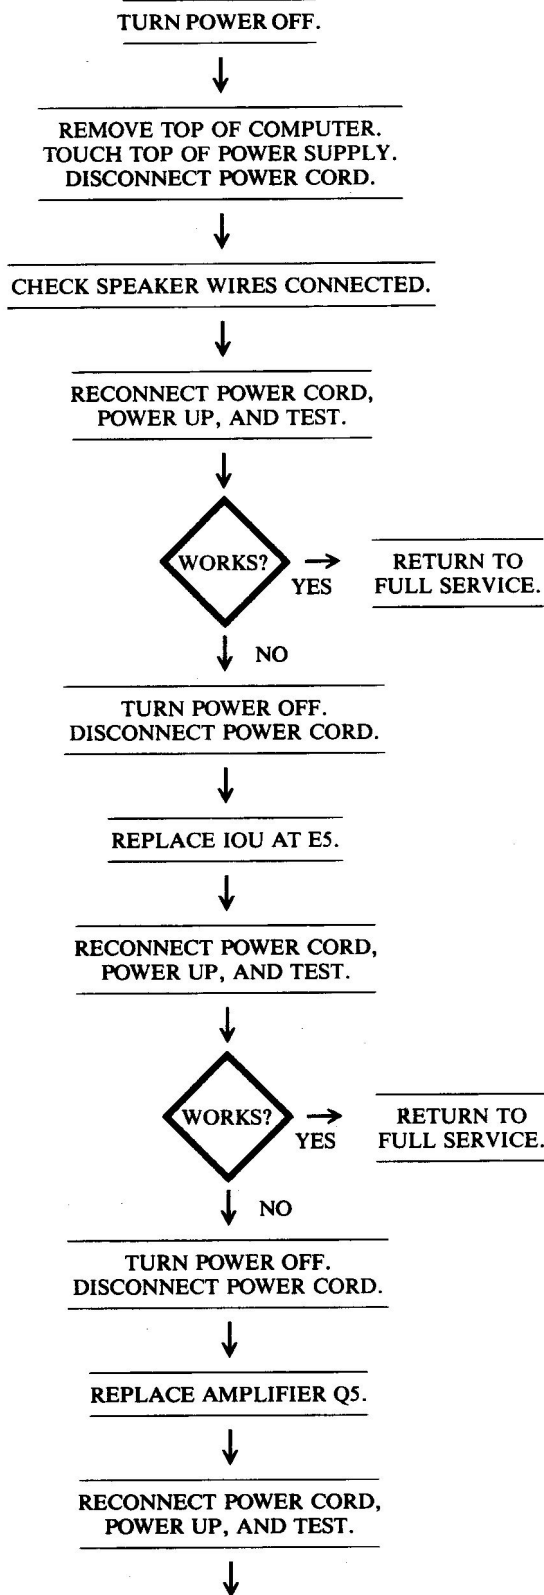 TURN POWER OFF.
REMOVE TOP OF COMPUTER.
TOUCH TOP OF POWER SUPPLY.
DISCONNECT POWER CORD.
CHECK SPEAKER WIRES CONNECTED.
RECONNECT POWER CORD,
POWER UP, AND TEST.
WORKS?
YES
RETURN TO
FULL SERVICE.
NO
TURN POWER OFF.
DISCONNECT POWER CORD.
REPLACE IOU AT E5.
RECONNECT POWER CORD,
POWER UP, AND TEST.
WORKS?
YES
RETURN TO
FULL SERVICE.
NO
TURN POWER OFF.
DISCONNECT POWER CORD.
REPLACE AMPLIFIER Q5.
RECONNECT POWER CORD,
POWER UP, AND TEST.